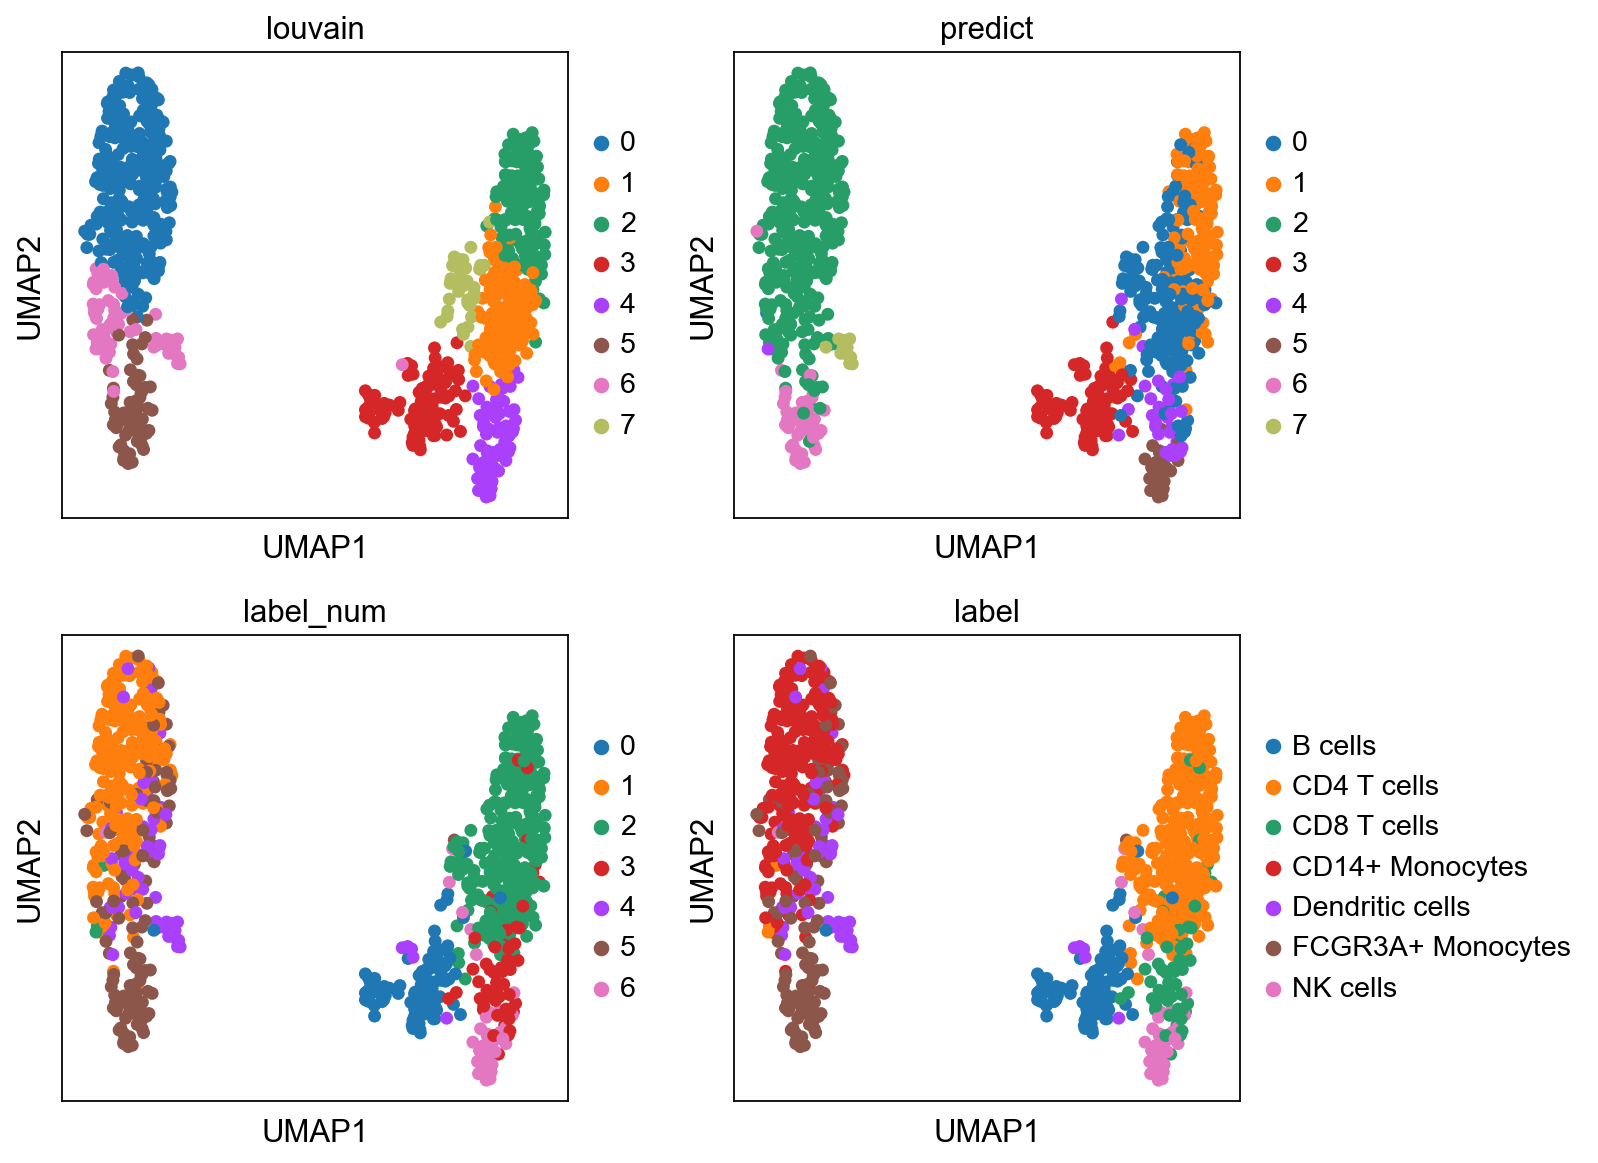 louvain
UMAP2
0
1
2
3
4
5
6
7
UMAP1
predict
UMAP2
0
1
2
3
4
5
6
7
UMAP1
label_num
UMAP2
0
1
2
3
4
5
6
UMAP1
label
UMAP2
B cells
CD4 T cells
CD8 T cells
CD14+ Monocytes
Dendritic cells
FCGR3A+ Monocytes
NK cells
UMAP1